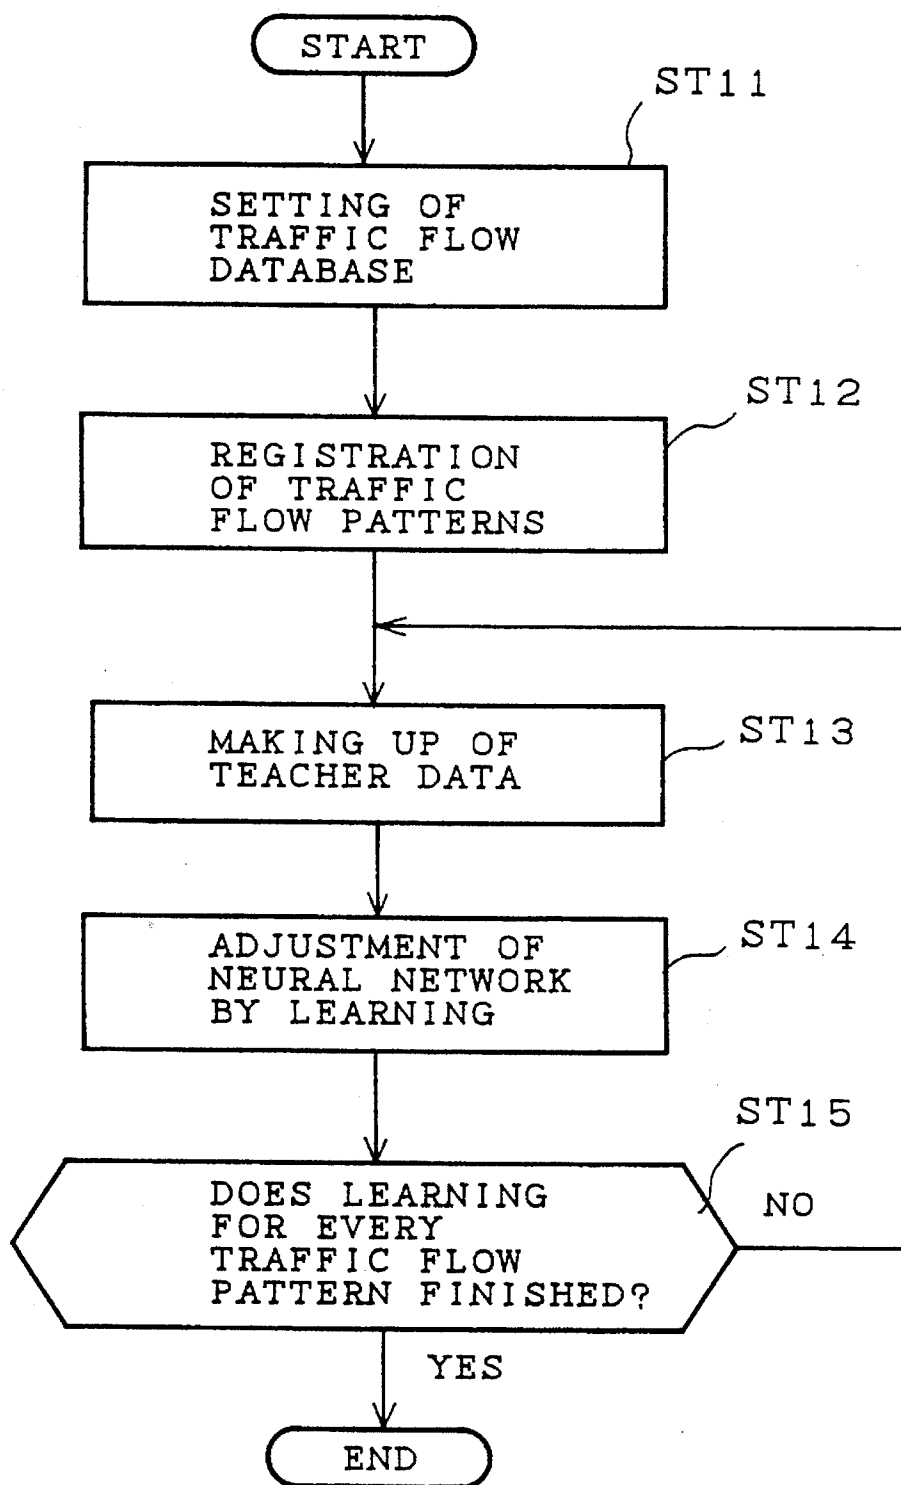 START
ST11
SETTING OF
TRAFFIC FLOW
DATABASE
ST12
REGISTRATION
OF TRAFFIC
FLOW PATTERNS
ST13
MAKING UP OF
TEACHER DATA
ST14
ADJUSTMENT OF
NEURAL NETWORK
BY LEARNING
ST15
DOES LEARNING
FOR EVERY
TRAFFIC FLOW
PATTERN FINISHED?
NO
YES
END